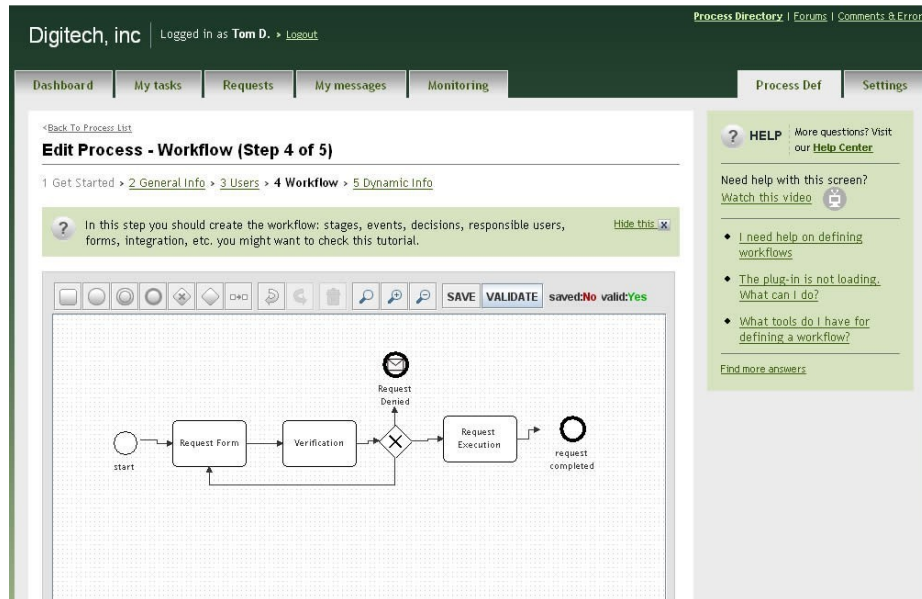 Process Directory | Forums | Comments & Error
Digitech, inc | Logged in as Tom D. › Logout
Dashboard My tasks Requests My messages Monitoring Process Def Settings
<Back To Process List
Edit Process - Workflow (Step 4 of 5)
1 Get Started › 2 General Info › 3 Users › 4 Workflow › 5 Dynamic Info
? In this step you should create the workflow: stages, events, decisions, responsible users,
forms, integration, etc. you might want to check this tutorial.
Hide this x
SAVE VALIDATE saved:No valid:Yes
Request
Denied
start
Request Form
Verification
Request
Execution
request
completed
? HELP More questions? Visit
our Help Center
Need help with this screen?
Watch this video
I need help on defining
workflows
The plug-in is not loading.
What can I do?
What tools do I have for
defining a workflow?
Find more answers